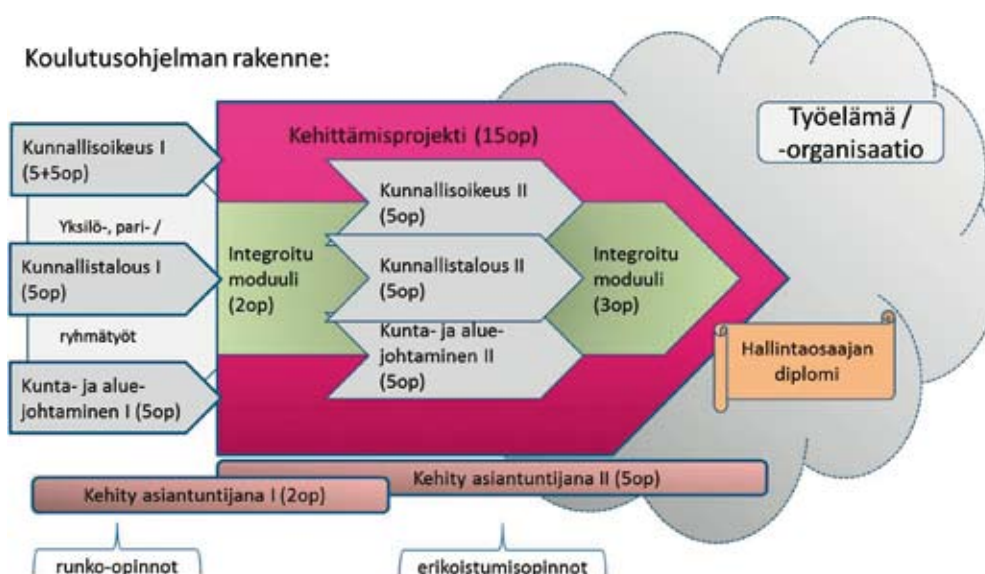 Koulutusohjelman rakenne:
Työelämä /
-organisaatio
Kehittämisprojekti (15op)
Kunnallisoikeus I
(5+5op)
Yksilö-, pari- /
Kunnallistalous I
(5op)
ryhmätyöt
Kunta- ja alue-
johtaminen I (5op)
Integroitu
moduuli
(2op)
Kunnallisoikeus II
(5op)
Kunnallistalous II
(5op)
Kunta- ja alue-
johtaminen II
(5op)
Integroitu
moduuli
(3op)
Hallintaosaajan
diplomi
Kehity asiantuntijana II (5op)
Kehity asiantuntijana I (2op)
runko-opinnot
erikoistumisopinnot